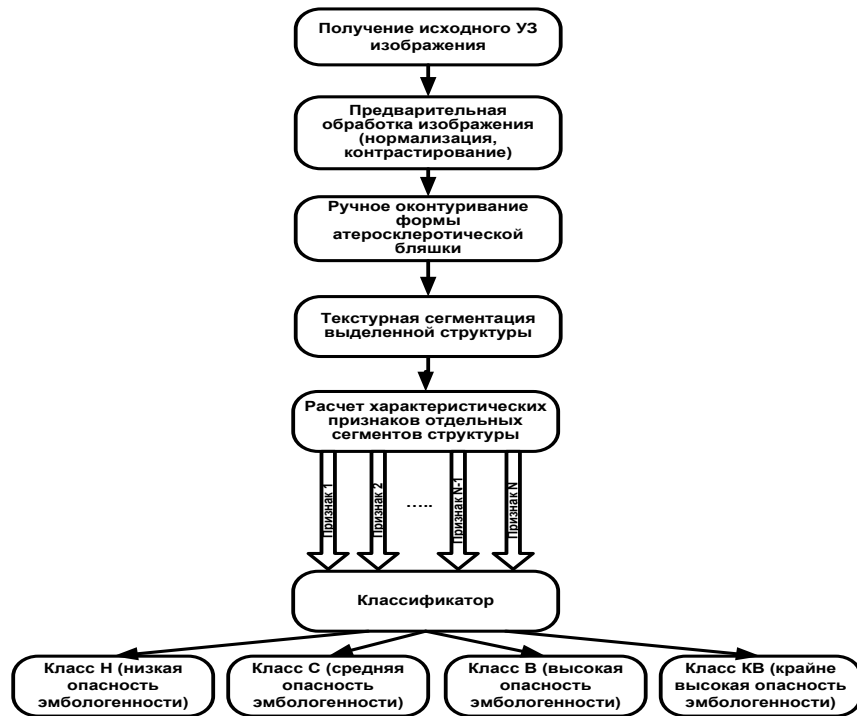 Получение исходного УЗ
изображения
Предварительная
обработка изображения
(нормализация,
контрастирование)
Ручное оконтуривание
формы
атеросклеротической
бляшки
Текстурная сегментация
выделенной структуры
Расчет характеристических
признаков отдельных
сегментов структуры
Признак 1
Признак 2
.....
Признак N-1
Признак N
Классификатор
Класс Н (низкая
опасность
эмбологенности)
Класс С (средняя
опасность
эмбологенности)
Класс В (высокая
опасность
эмбологенности)
Класс КВ (крайне
высокая опасность
эмбологенности)